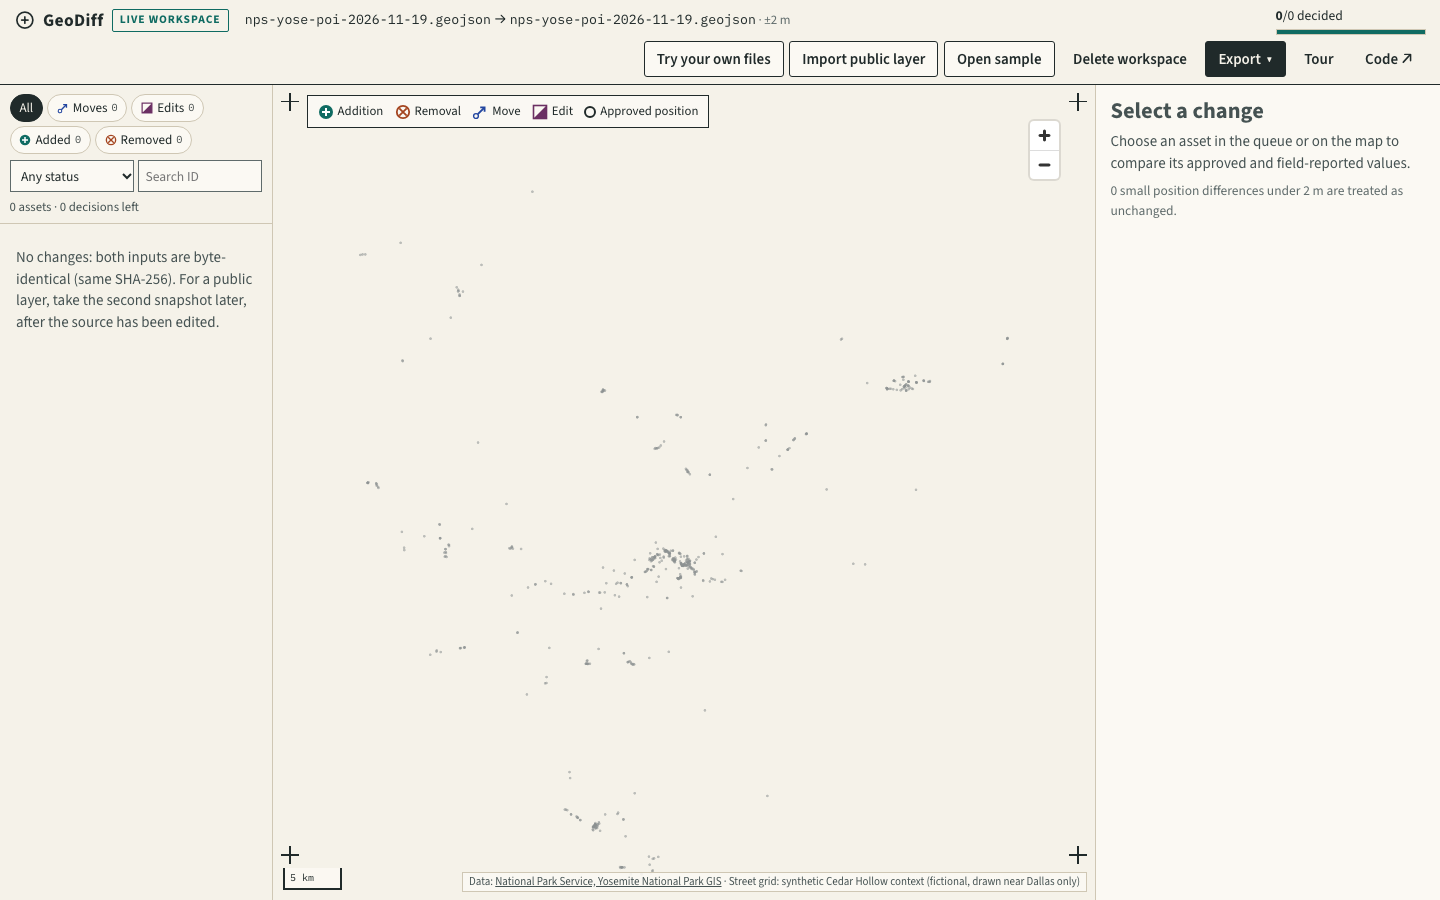 GeoDiff LIVE WORKSPACE nps-yose-poi-2026-11-19.geojson → nps-yose-poi-2026-11-19.geojson · ±2 m
0/0 decided
Try your own files Import public layer Open sample Delete workspace Export ▾ Tour Code ↗
All Moves 0 Edits 0
Added 0 Removed 0
Any status Search ID
0 assets · 0 decisions left
No changes: both inputs are byte-
identical (same SHA-256). For a public
layer, take the second snapshot later,
after the source has been edited.
Addition Removal Move Edit Approved position
+
−
5 km
Data: National Park Service, Yosemite National Park GIS · Street grid: synthetic Cedar Hollow context (fictional, drawn near Dallas only)
Select a change
Choose an asset in the queue or on the map to
compare its approved and field-reported values.
0 small position differences under 2 m are treated as
unchanged.